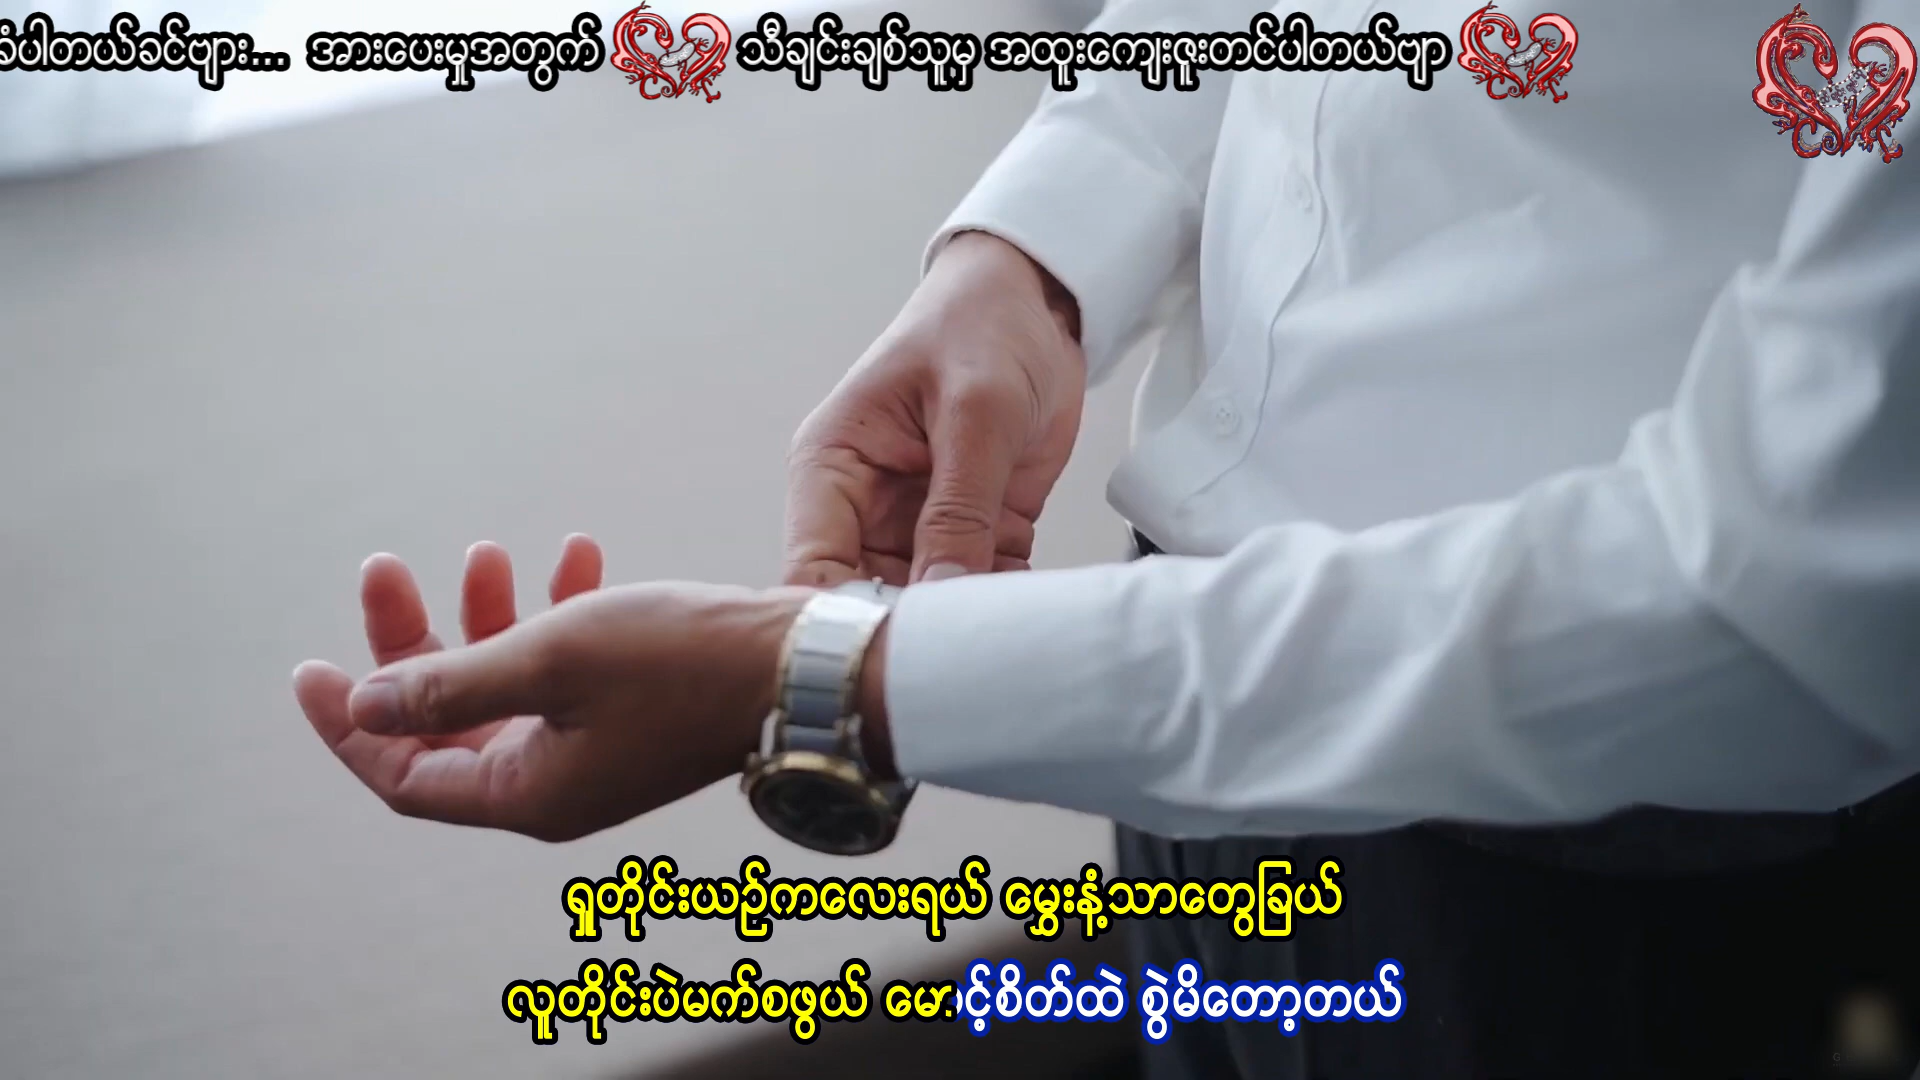 ခံပါတယ်ခင်ဗျား... အားပေးမှုအတွက် သီချင်းချစ်သူမှ အထူးကျေးဇူးတင်ပါတယ်ဗျာ
ရှုတိုင်းယဉ်ကလေးရယ် မွှေးနံ့သာတွေခြယ်
လူတိုင်းပဲမက်စဖွယ် မောင့်စိတ်ထဲ စွဲမိတော့တယ်